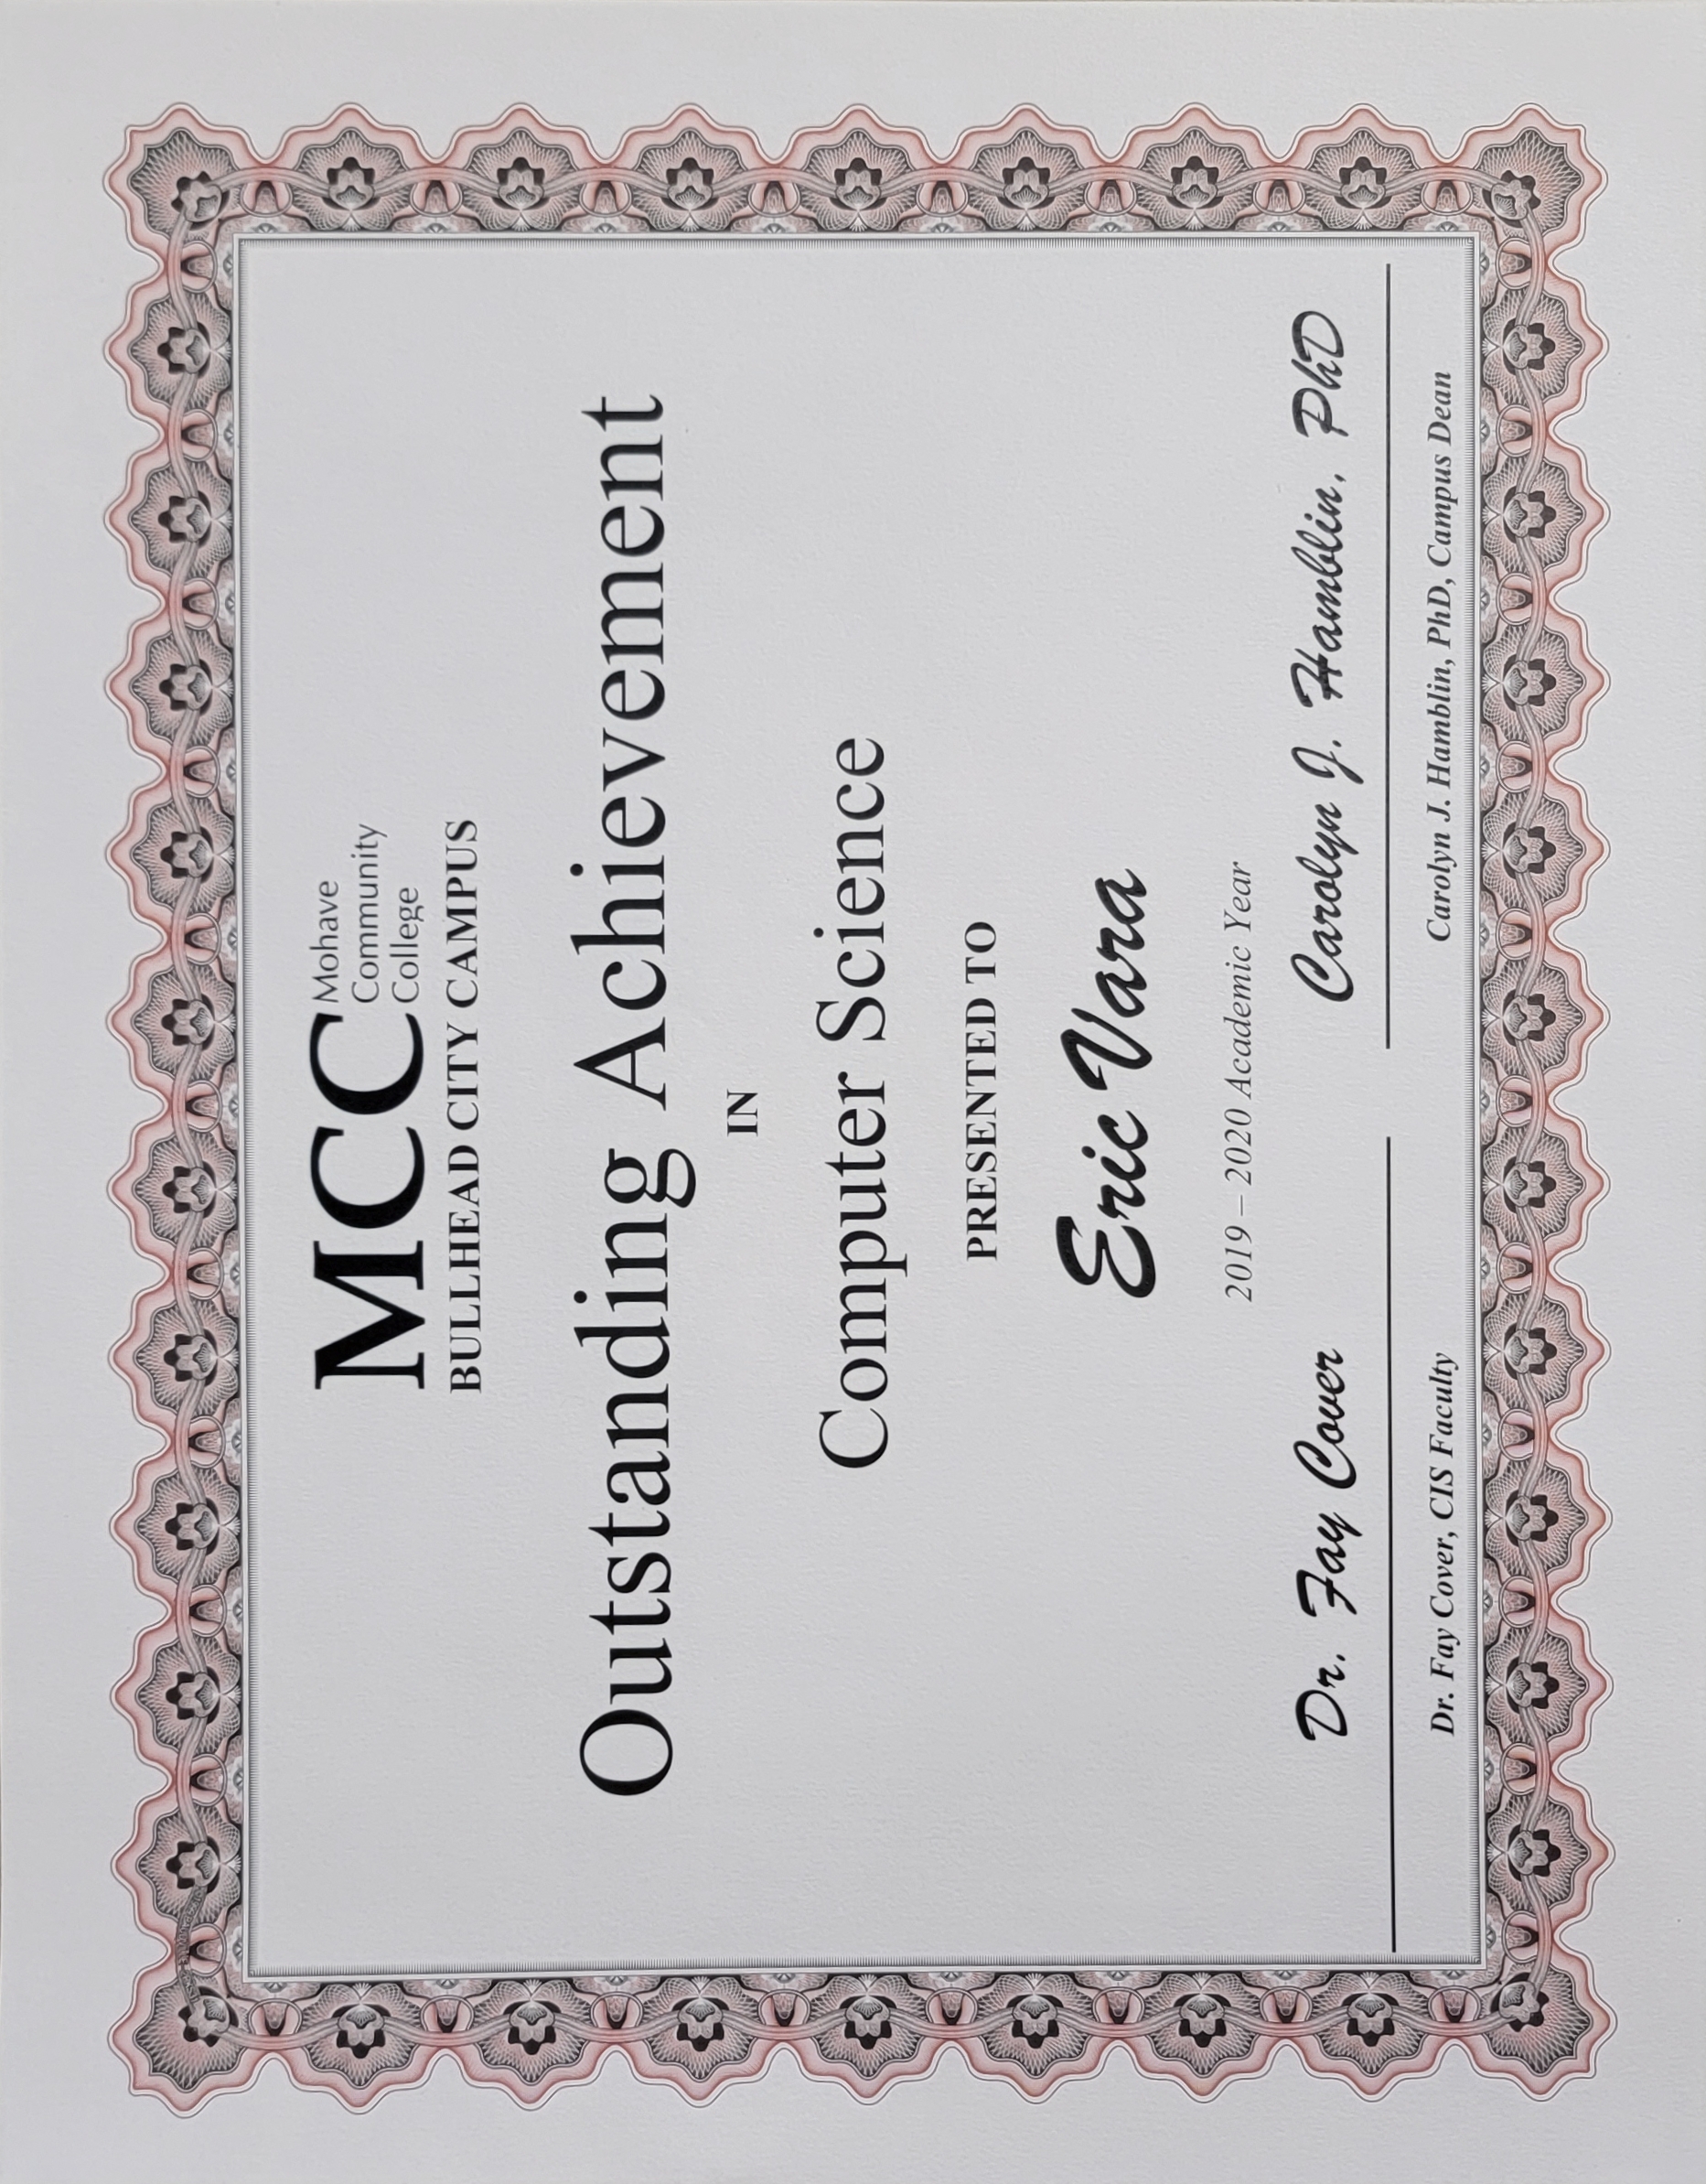 MCC Mohave
Community
College
BULLHEAD CITY CAMPUS
Outstanding Achievement
IN
Computer Science
PRESENTED TO
Eric Vara
2019 – 2020 Academic Year
Dr. Fay Cover
Carolyn J. Hamblin, PhD
Dr. Fay Cover, CIS Faculty
Carolyn J. Hamblin, PhD, Campus Dean